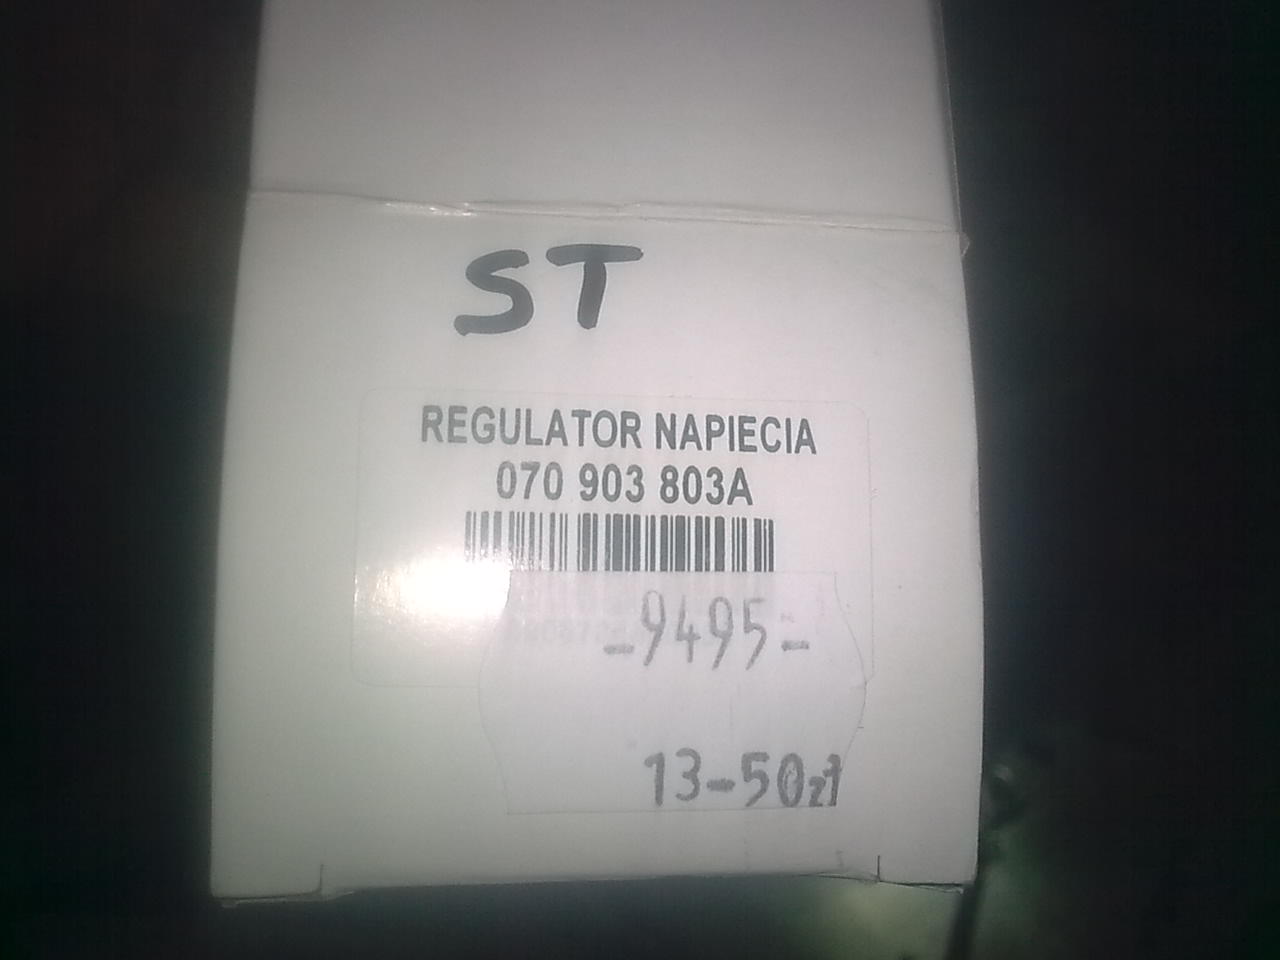 ST
REGULATOR NAPIECIA
070 903 803A
-9495-
13-50zł